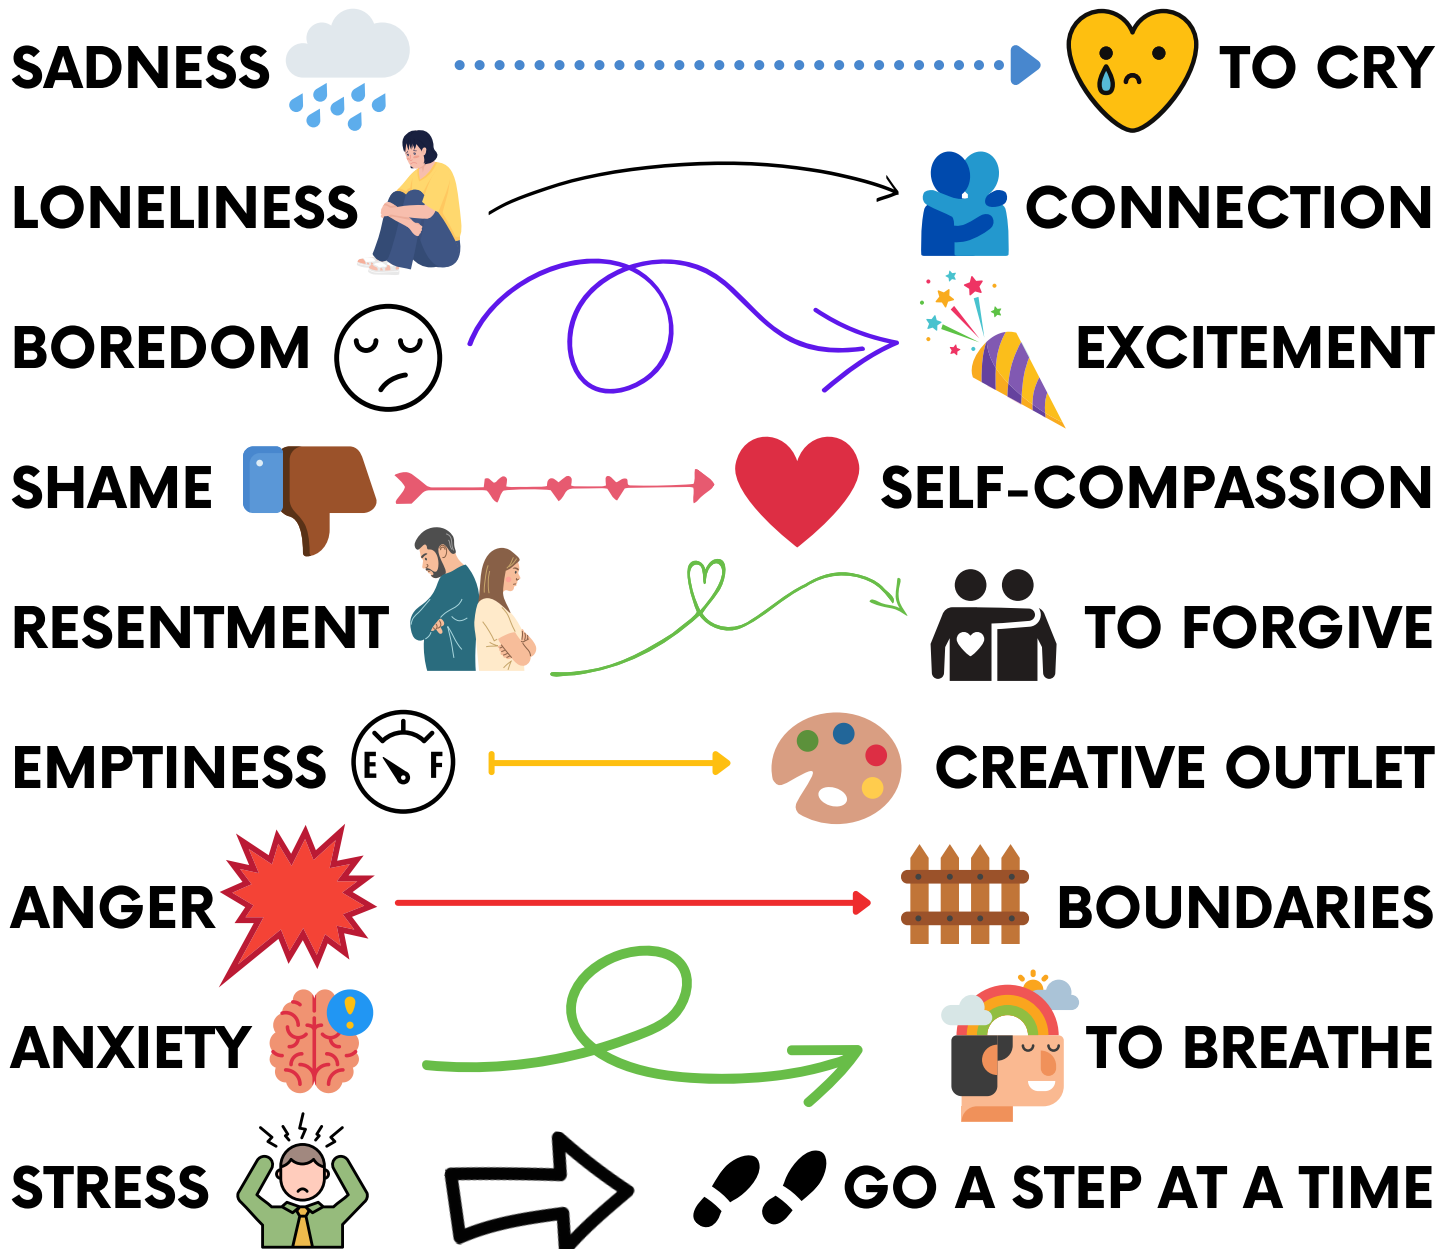 SADNESS TO CRY
LONELINESS CONNECTION
BOREDOM EXCITEMENT
SHAME SELF-COMPASSION
RESENTMENT TO FORGIVE
EMPTINESS E F CREATIVE OUTLET
ANGER BOUNDARIES
ANXIETY ! TO BREATHE
STRESS GO A STEP AT A TIME